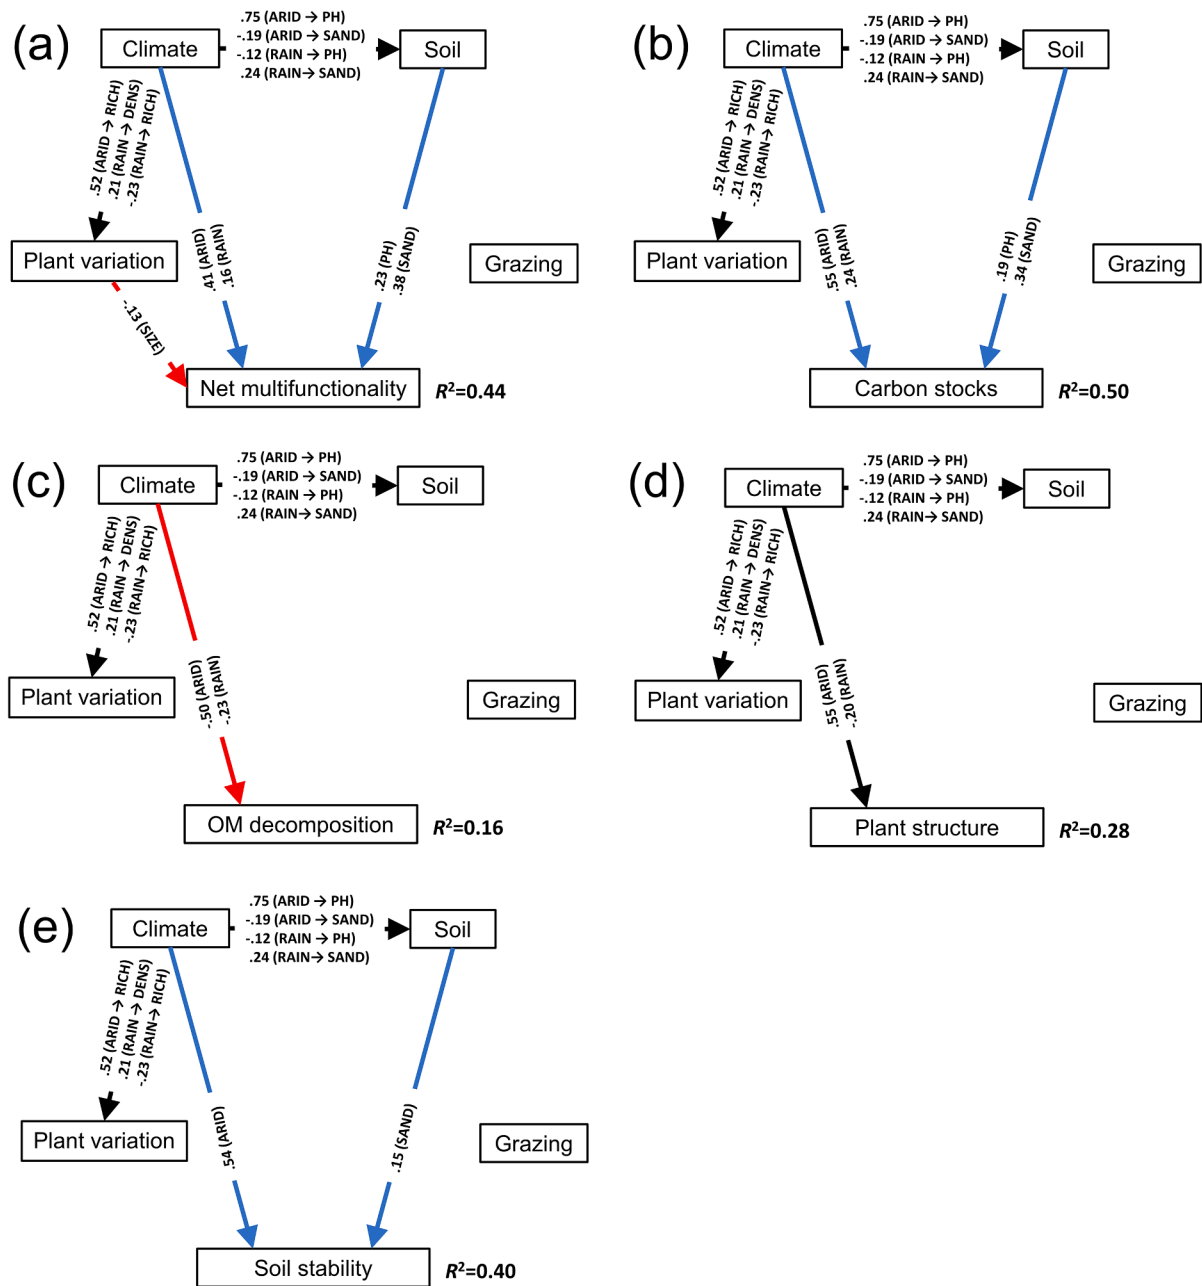 (a)
Climate
.75 (ARID → PH)
-.19 (ARID → SAND)
-.12 (RAIN → PH)
.24 (RAIN→ SAND)
Soil
.52 (ARID → RICH)
.21 (RAIN → DENS)
-.23 (RAIN→ RICH)
Plant variation
.41 (ARID)
.16 (RAIN)
.23 (PH)
.38 (SAND)
Grazing
-.13 (SIZE)
Net multifunctionality
R²=0.44
(b)
Climate
.75 (ARID → PH)
-.19 (ARID → SAND)
-.12 (RAIN → PH)
.24 (RAIN→ SAND)
Soil
.52 (ARID → RICH)
.21 (RAIN → DENS)
-.23 (RAIN→ RICH)
Plant variation
.55 (ARID)
.24 (RAIN)
.19 (PH)
.34 (SAND)
Grazing
Carbon stocks
R²=0.50
(c)
Climate
.75 (ARID → PH)
-.19 (ARID → SAND)
-.12 (RAIN → PH)
.24 (RAIN→ SAND)
Soil
.52 (ARID → RICH)
.21 (RAIN → DENS)
-.23 (RAIN→ RICH)
Plant variation
-.50 (ARID)
-.23 (RAIN)
Grazing
OM decomposition
R²=0.16
(d)
Climate
.75 (ARID → PH)
-.19 (ARID → SAND)
-.12 (RAIN → PH)
.24 (RAIN→ SAND)
Soil
.52 (ARID → RICH)
.21 (RAIN → DENS)
-.23 (RAIN→ RICH)
Plant variation
.55 (ARID)
-.20 (RAIN)
Grazing
Plant structure
R²=0.28
(e)
Climate
.75 (ARID → PH)
-.19 (ARID → SAND)
-.12 (RAIN → PH)
.24 (RAIN→ SAND)
Soil
.52 (ARID → RICH)
.21 (RAIN → DENS)
-.23 (RAIN→ RICH)
Plant variation
.54 (ARID)
.15 (SAND)
Grazing
Soil stability
R²=0.40